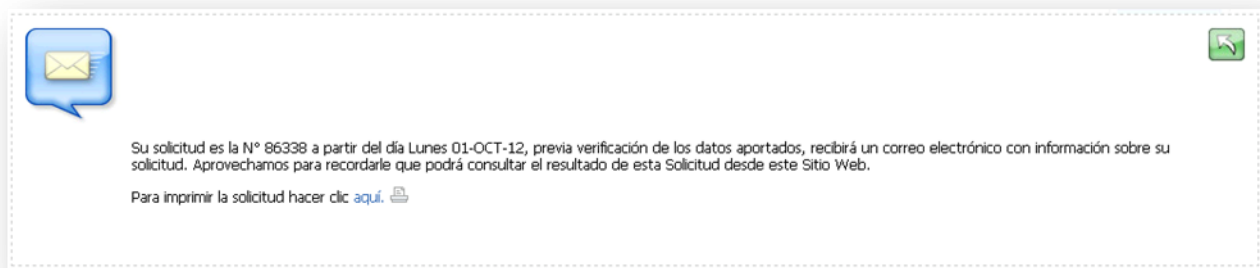 Su solicitud es la N° 86338 a partir del día Lunes 01-OCT-12, previa verificación de los datos aportados, recibirá un correo electrónico con información sobre su
solicitud. Aprovechamos para recordarle que podrá consultar el resultado de esta Solicitud desde este Sitio Web.
Para imprimir la solicitud hacer clic aquí.